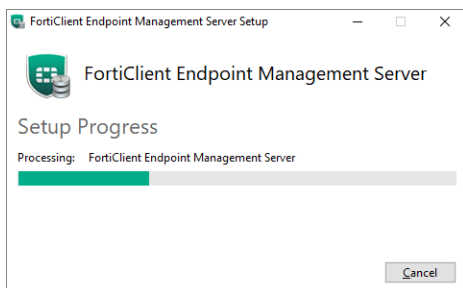 FortiClient Endpoint Management Server Setup
FortiClient Endpoint Management Server
Setup Progress
Processing: FortiClient Endpoint Management Server
Cancel